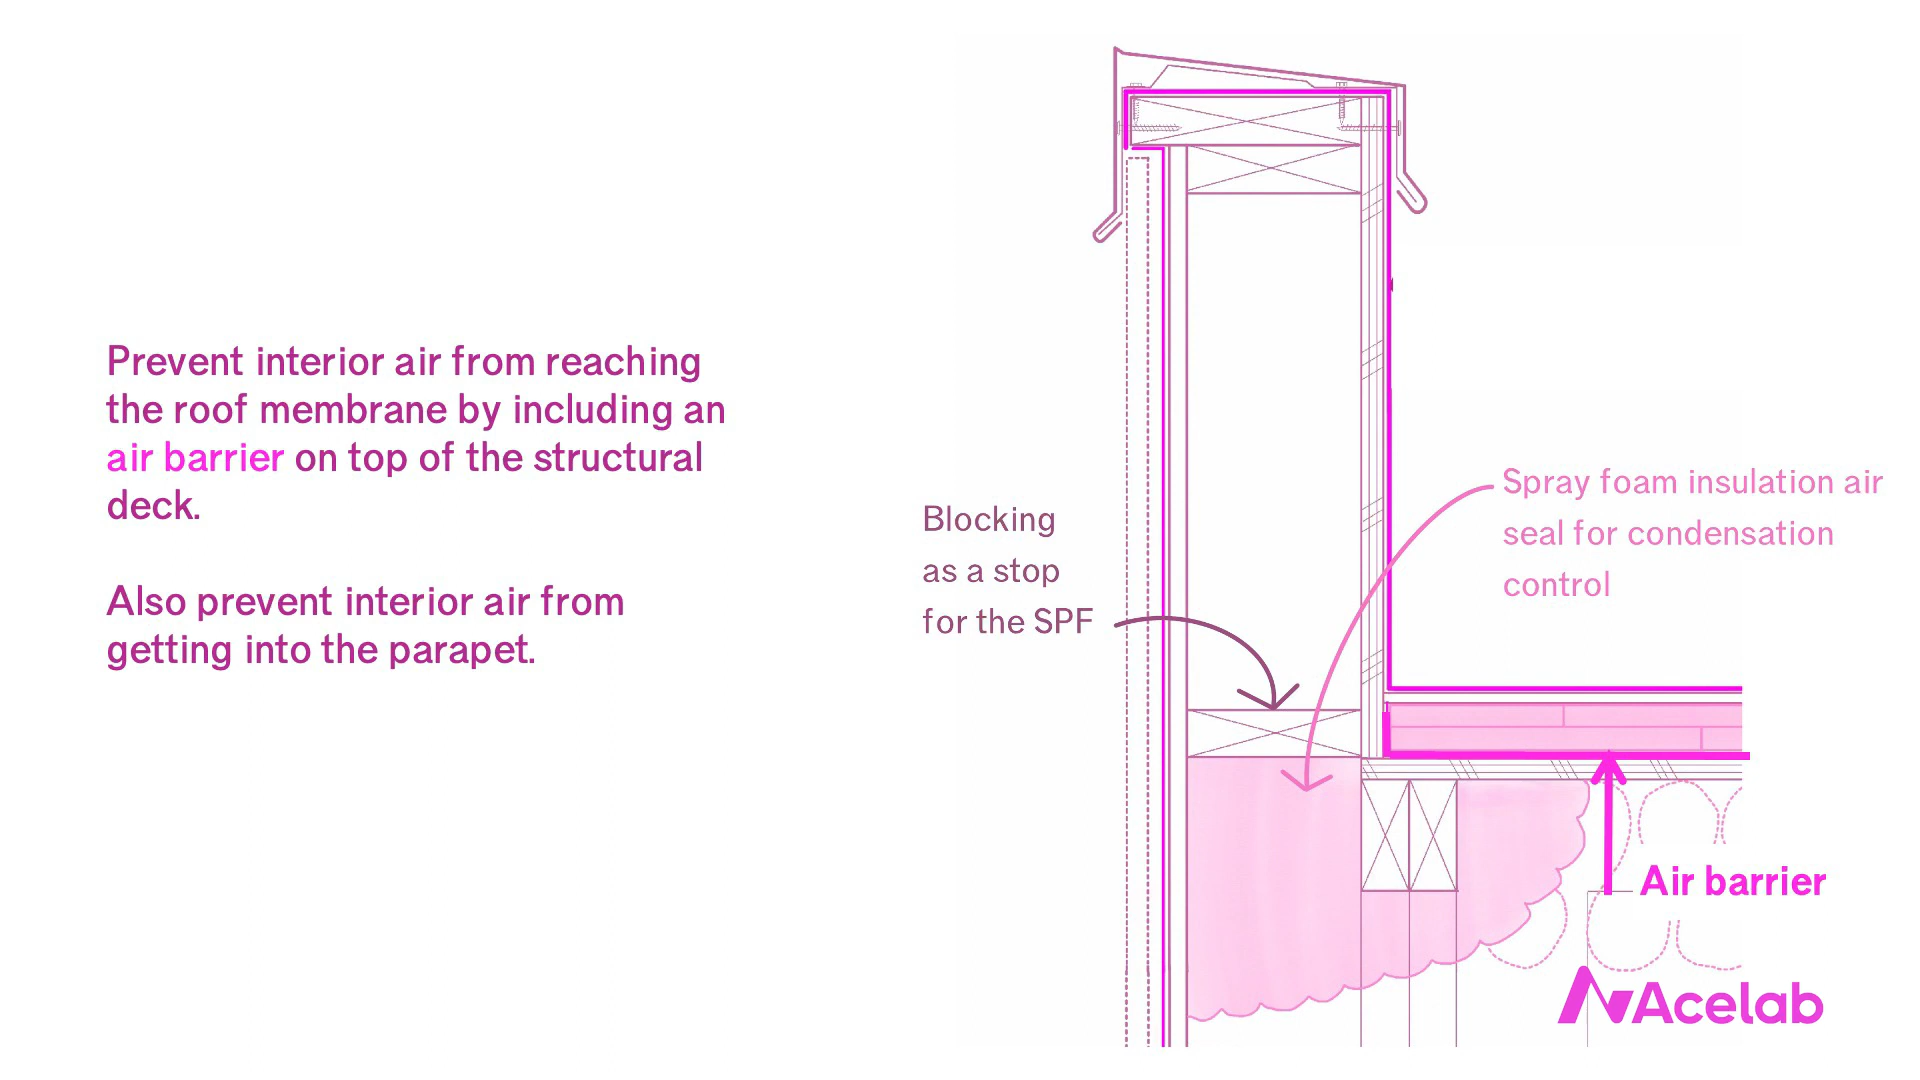 Prevent interior air from reaching
the roof membrane by including an
air barrier on top of the structural
deck.
Also prevent interior air from
getting into the parapet.
Blocking
as a stop
for the SPF
Spray foam insulation air
seal for condensation
control
Air barrier
Acelab